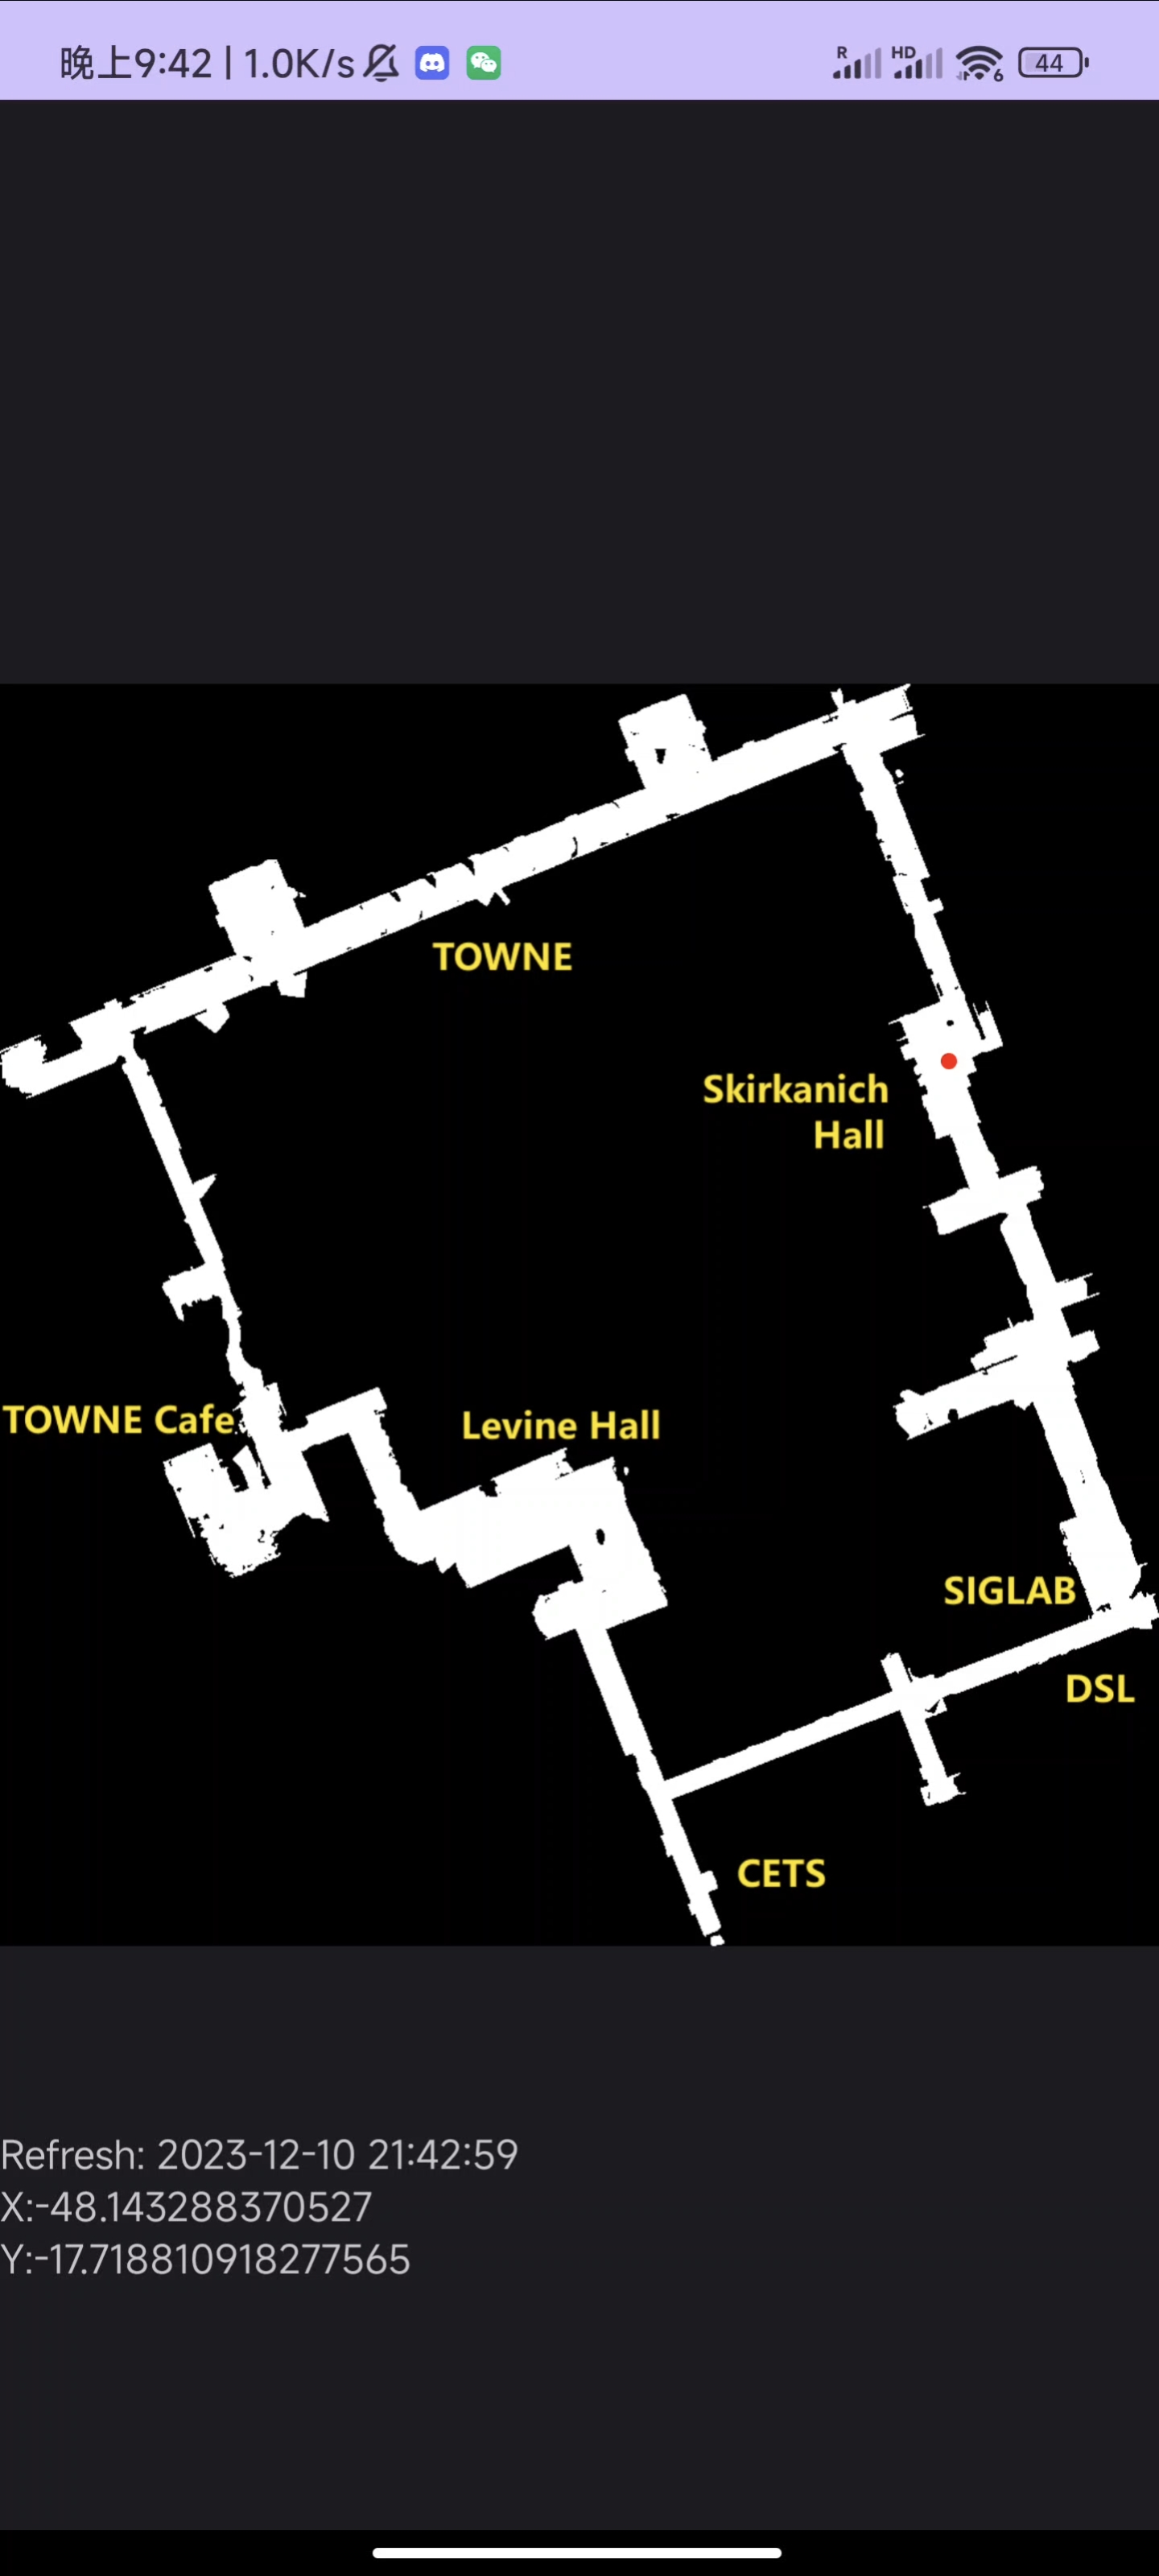 晚上9:42 | 1.0K/s
R HD 6 44
TOWNE
Skirkanich
Hall
TOWNE Cafe
Levine Hall
SIGLAB
DSL
CETS
Refresh: 2023-12-10 21:42:59
X:-48.143288370527
Y:-17.718810918277565